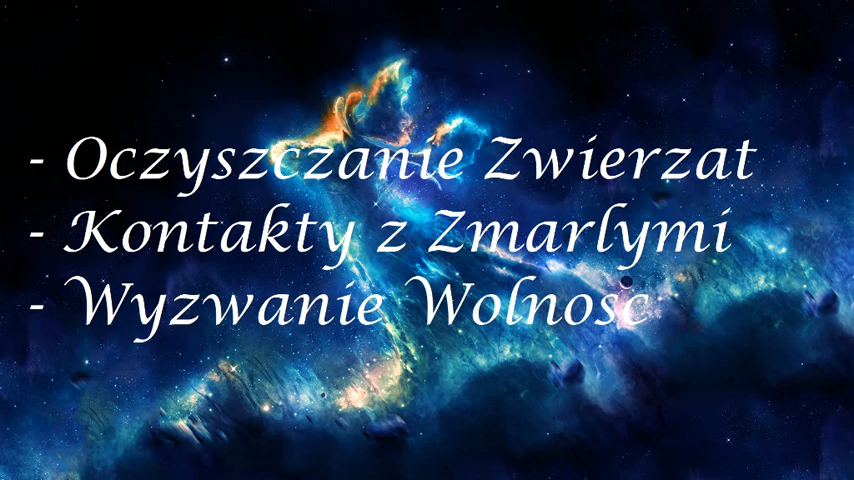 - Oczyszczanie Zwierzat
- Kontakty z Zmarlymi
- Wyzwanie Wolnosc